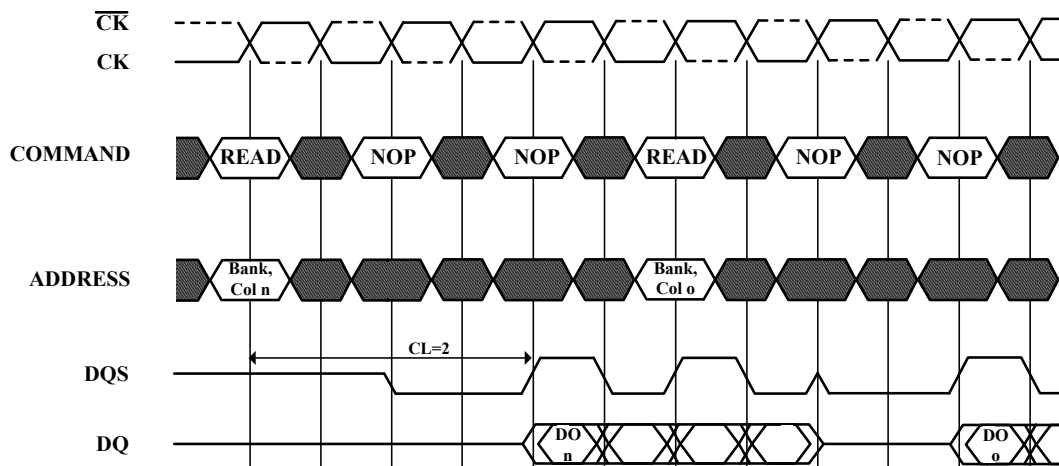 CK
CK
COMMAND READ NOP NOP READ NOP NOP
ADDRESS Bank, Col n Bank, Col o
CL=2
DQS
DQ DO n DO o